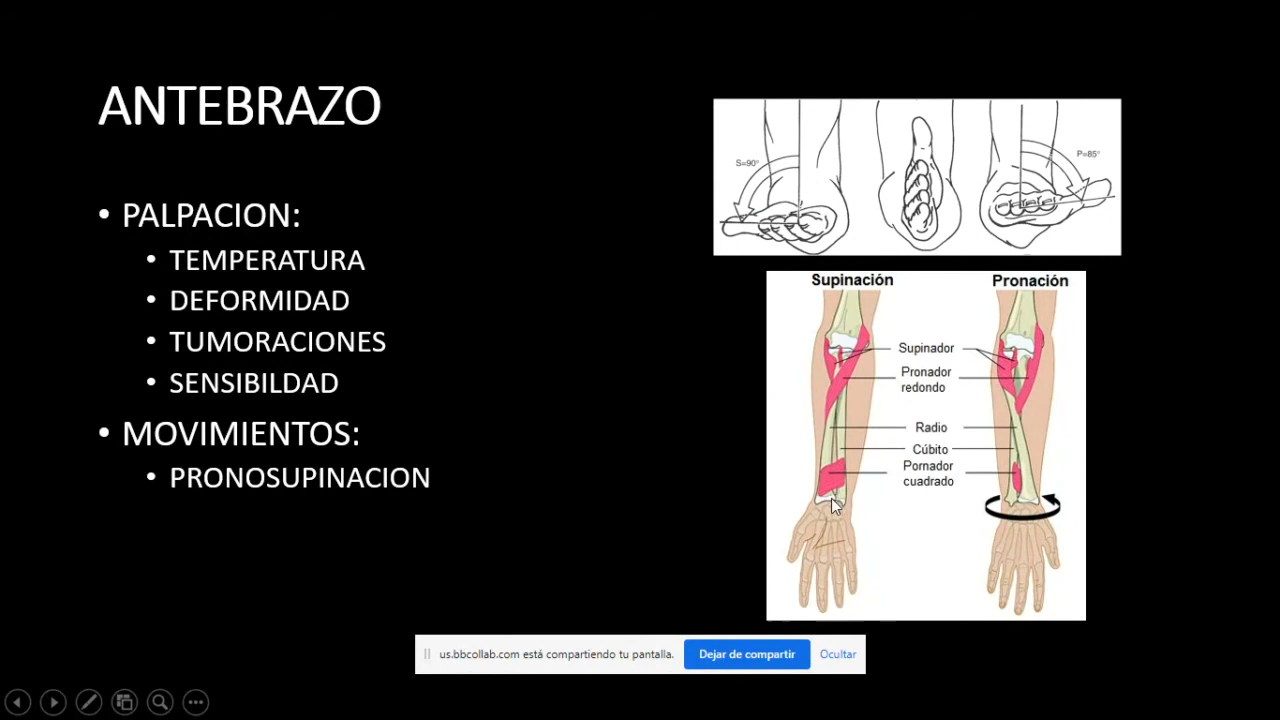 ANTEBRAZO
• PALPACION:
• TEMPERATURA
• DEFORMIDAD
• TUMORACIONES
• SENSIBILDAD
• MOVIMIENTOS:
• PRONOSUPINACION
S=90°
P=85°
Supinación
Pronación
Supinador
Pronador
redondo
Radio
Cúbito
Pornador
cuadrado
us.bbcollab.com está compartiendo tu pantalla.
Dejar de compartir
Ocultar